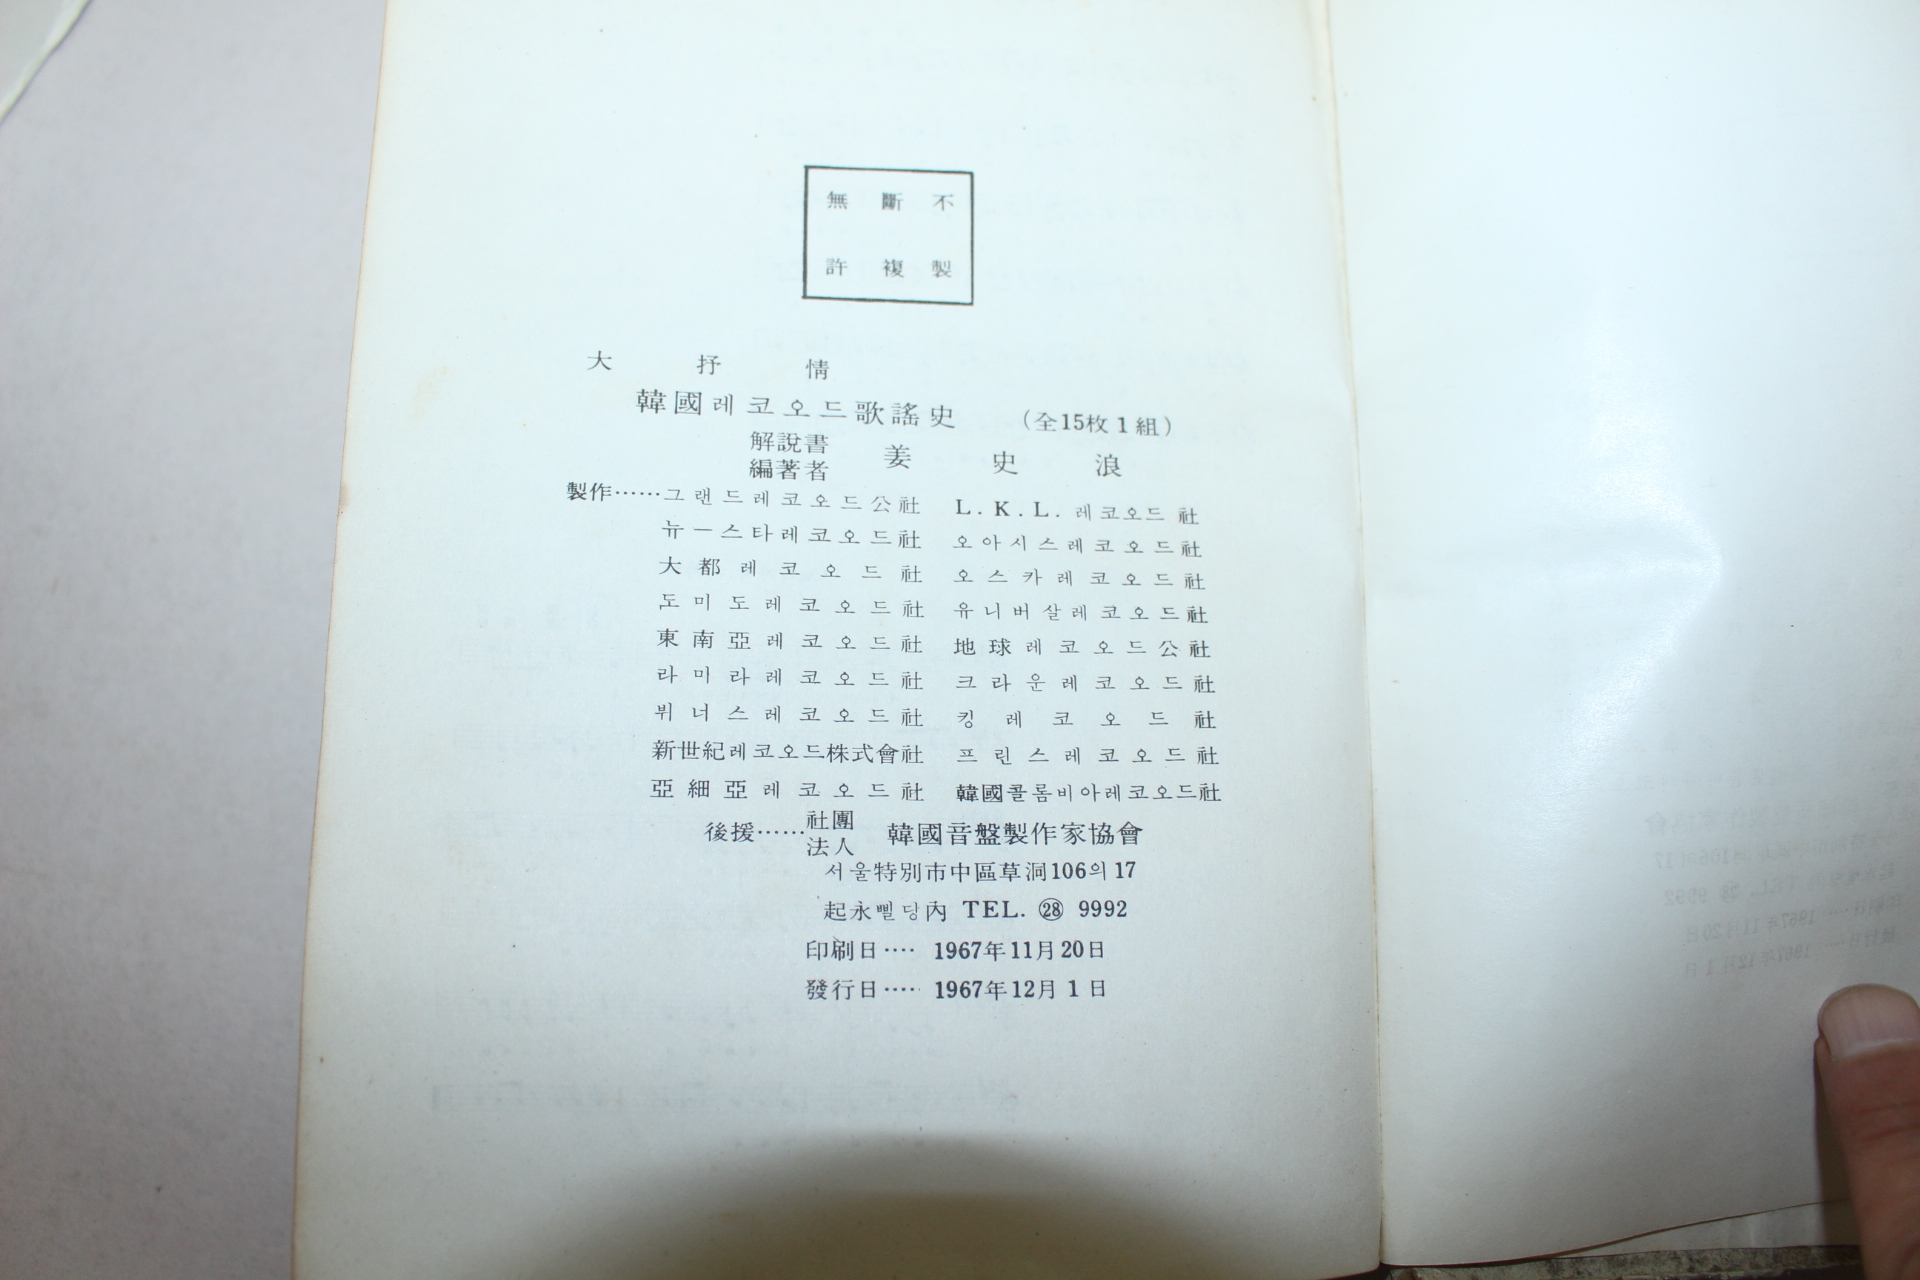 無斷不
許複製
大抒情
韓國레코오드歌謠史 (全15枚1組)
解說書
編著者 姜史浪
製作……그랜드레코오드公社 L.K.L.레코오드社
뉴ー스타레코오드社 오아시스레코오드社
大都레코오드社 오스카레코오드社
도미도레코오드社 유니버살레코오드社
東南亞레코오드社 地球레코오드公社
라미라레코오드社 크라운레코오드社
뷔너스레코오드社 킹레코오드社
新世紀레코오드株式會社 프린스레코오드社
亞細亞레코오드社 韓國콜롬비아레코오드社
後援……社團法人 韓國音盤製作家協會
서울特別市中區草洞106의17
起永삘당內 TEL. ㉘ 9992
印刷日…· 1967年11月20日
發行日…·· 1967年12月1日